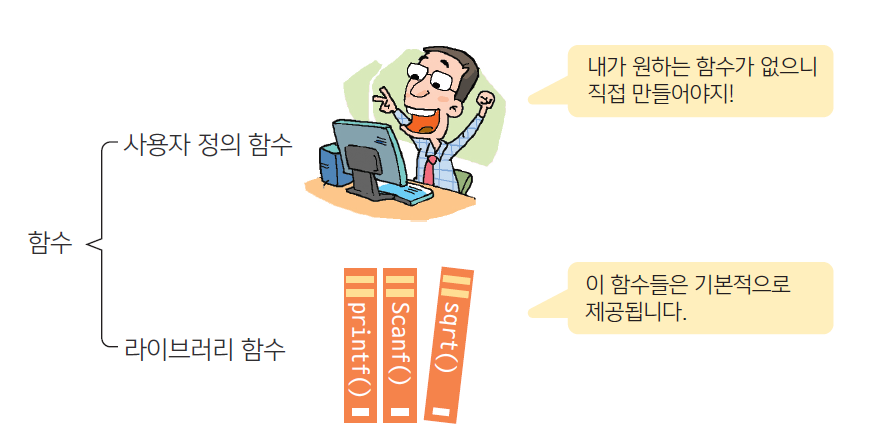 내가 원하는 함수가 없으니
직접 만들어야지!
사용자 정의 함수
함수
이 함수들은 기본적으로
제공됩니다.
printf()
Scanf()
sqrt()
라이브러리 함수